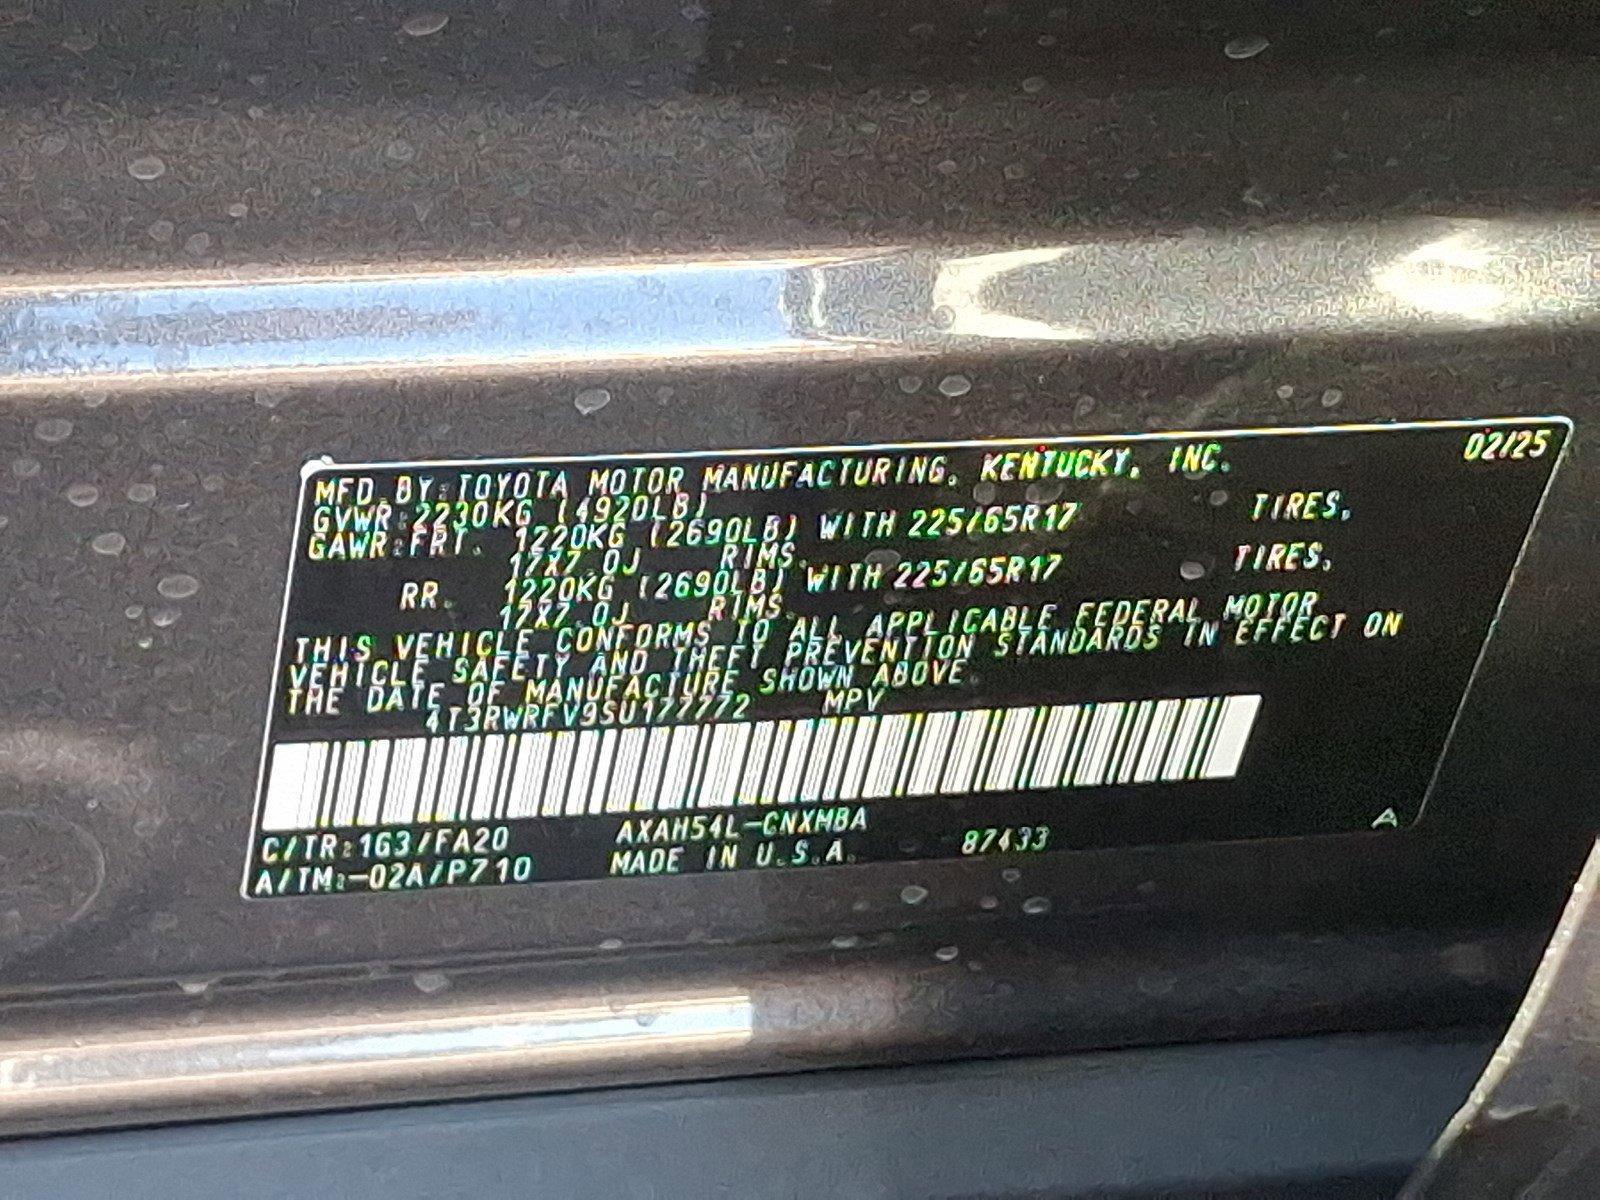 02/25
MFD. BY: TOYOTA MOTOR MANUFACTURING, KENTUCKY, INC.
GVWR: 2230KG (4920LB)
GAWR: FRT. 1220KG (2690LB) WITH 225/65R17 TIRES,
17X7.0J RIMS.
RR. 1220KG (2690LB) WITH 225/65R17 TIRES,
17X7.0J RIMS.
THIS VEHICLE CONFORMS TO ALL APPLICABLE FEDERAL MOTOR
VEHICLE SAFETY AND THEFT PREVENTION STANDARDS IN EFFECT ON
THE DATE OF MANUFACTURE SHOWN ABOVE.
4T3RWRFV9SU177772 MPV
C/TR: 1G3/FA20 AXAH54L-CNXMBA
A/TM: -02A/P710 MADE IN U.S.A. 87433 A